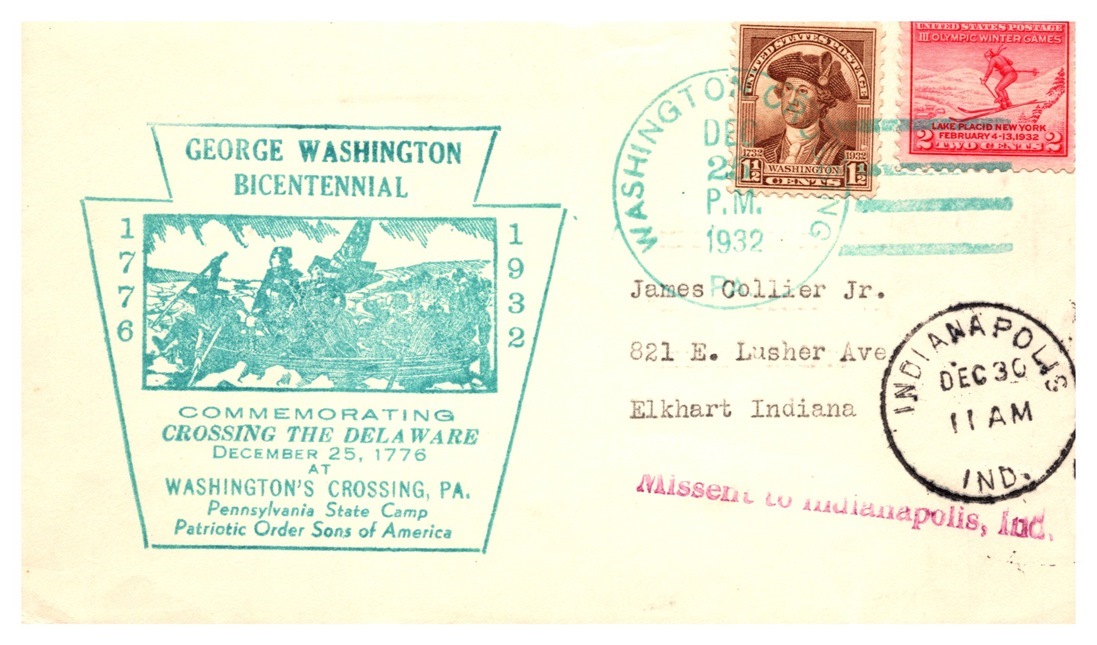 GEORGE WASHINGTON
BICENTENNIAL
1776
1932
COMMEMORATING
CROSSING THE DELAWARE
DECEMBER 25, 1776
AT
WASHINGTON'S CROSSING, PA.
Pennsylvania State Camp
Patriotic Order Sons of America
WASHINGTON CROSSING
DEC
P.M.
1932
PA
UNITED STATES POSTAGE
1732
1932
WASHINGTON
1½ CENTS 1½
UNITED STATES POSTAGE
III OLYMPIC WINTER GAMES
LAKE PLACID NEW YORK
FEBRUARY 4-13, 1932
2 TWO CENTS 2
James Collier Jr.
821 E. Lusher Ave
Elkhart Indiana
INDIANAPOLIS
DEC 30
11 AM
IND.
Missent to Indianapolis, Ind.